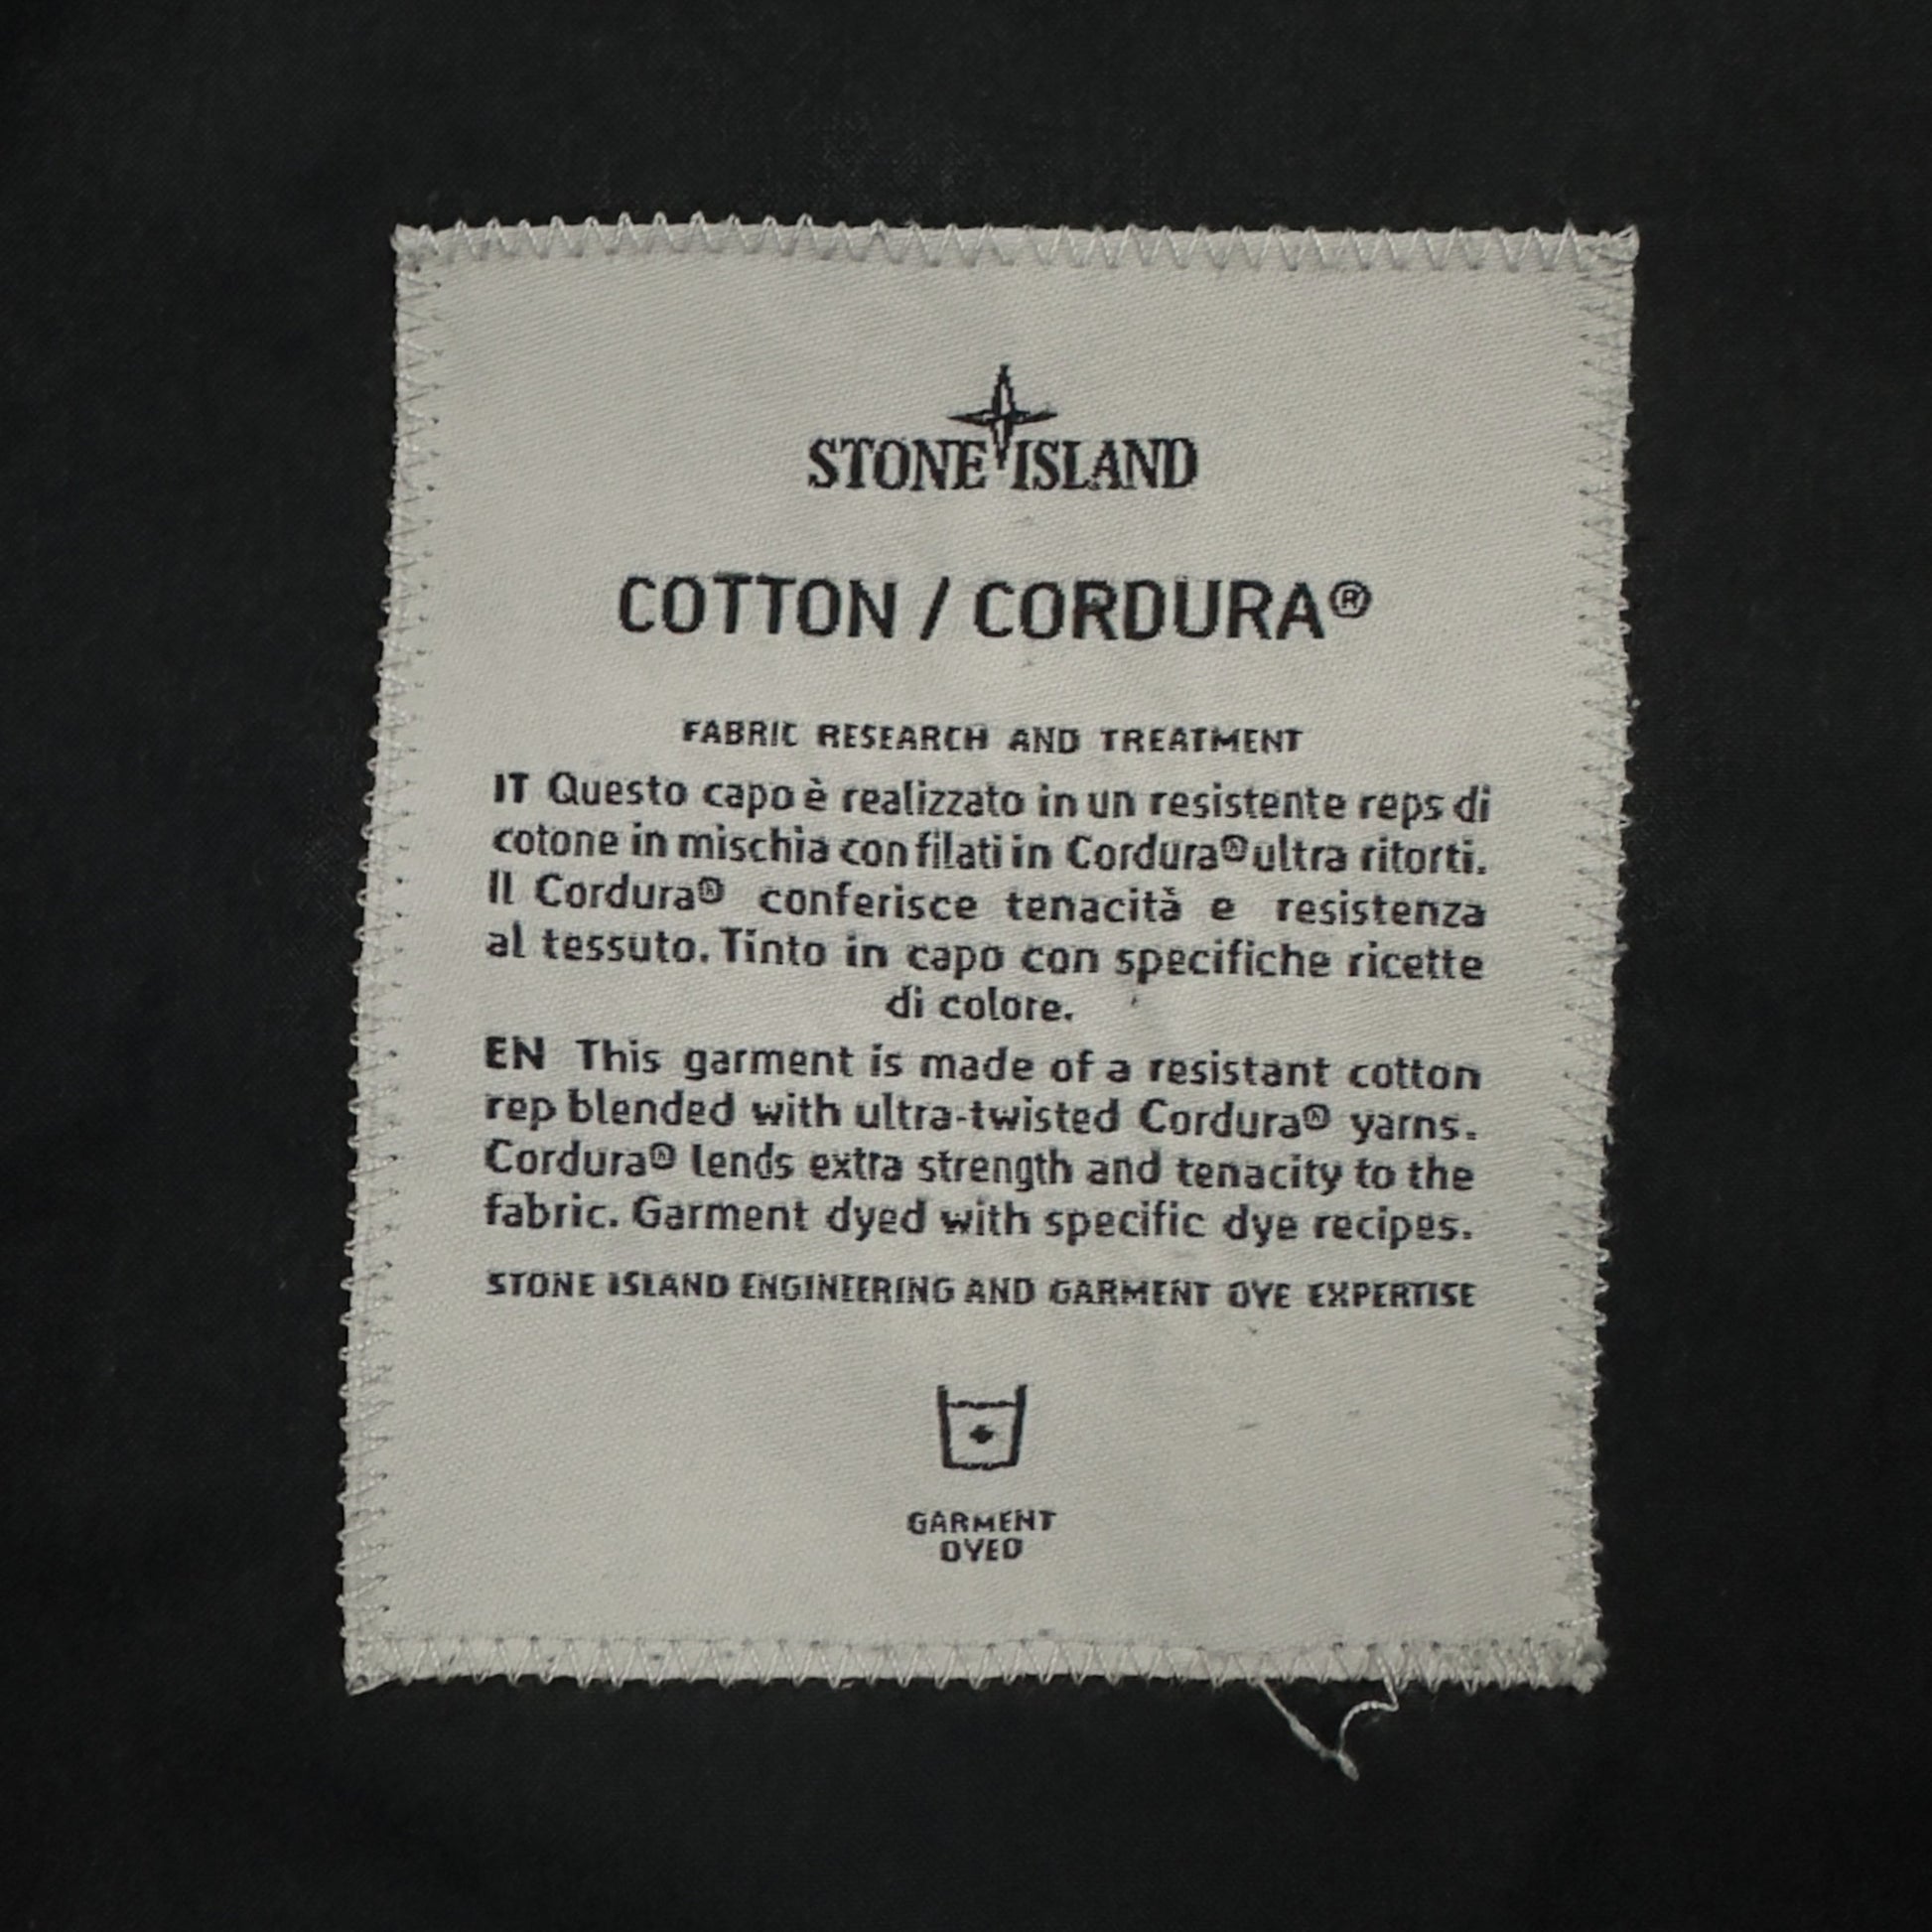 STONE ISLAND
COTTON / CORDURA®
FABRIC RESEARCH AND TREATMENT
IT Questo capo è realizzato in un resistente reps di
cotone in mischia con filati in Cordura® ultra ritorti.
Il Cordura® conferisce tenacità e resistenza
al tessuto. Tinto in capo con specifiche ricette
di colore.
EN This garment is made of a resistant cotton
rep blended with ultra-twisted Cordura® yarns.
Cordura® lends extra strength and tenacity to the
fabric. Garment dyed with specific dye recipes.
STONE ISLAND ENGINEERING AND GARMENT DYE EXPERTISE
GARMENT
DYED